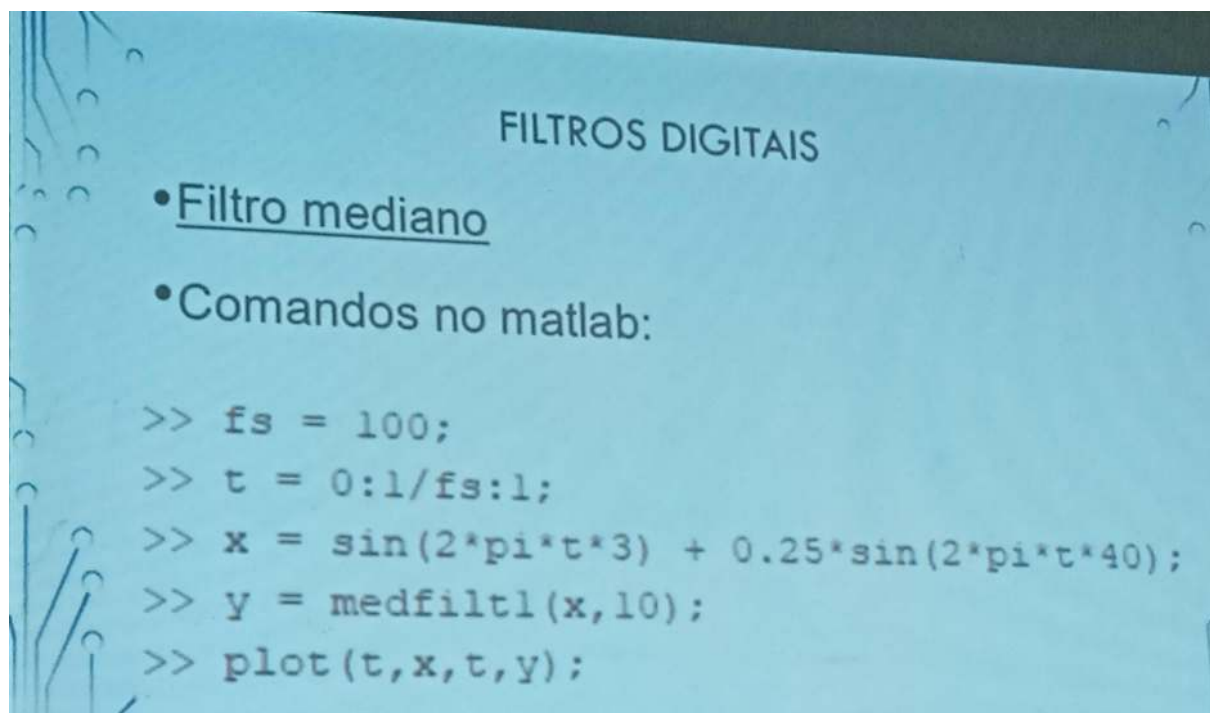 FILTROS DIGITAIS
•Filtro mediano
•Comandos no matlab:
>> fs = 100;
>> t = 0:1/fs:1;
>> x = sin(2*pi*t*3) + 0.25*sin(2*pi*t*40);
>> y = medfilt1(x,10);
>> plot(t,x,t,y);